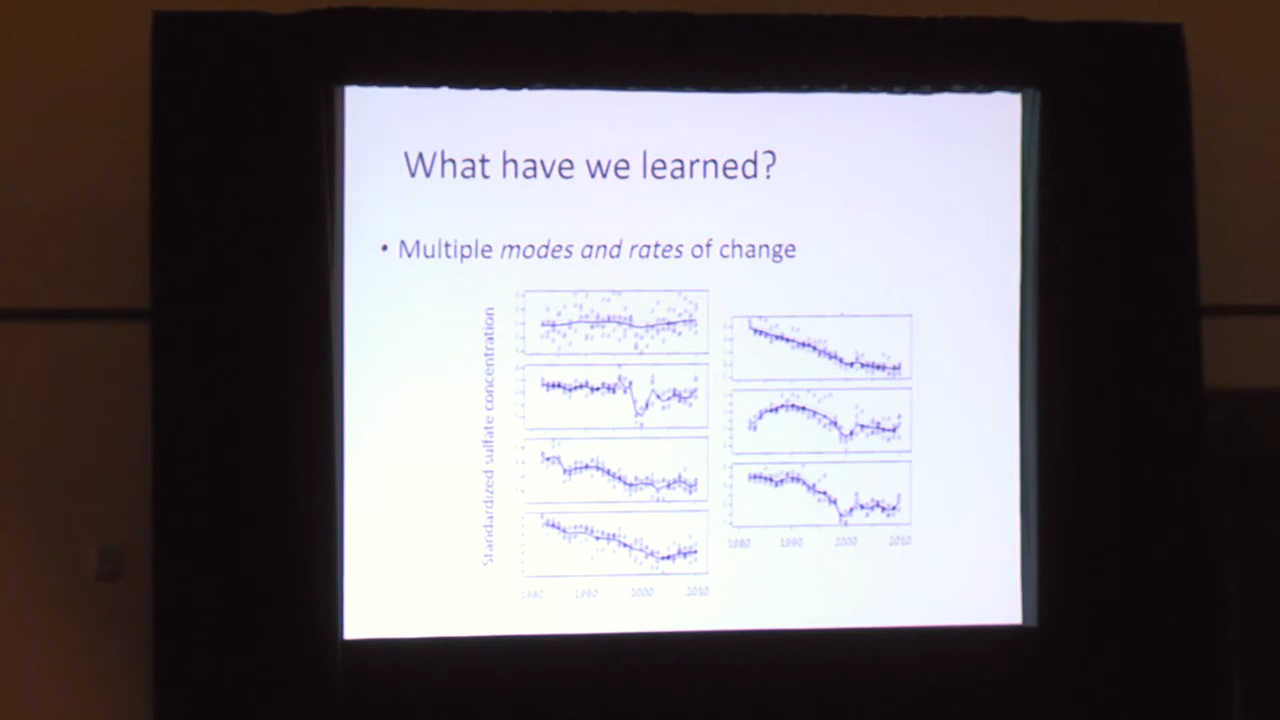 What have we learned?
• Multiple modes and rates of change
Standardized sulfate concentration
1980 1990 2000 2010
1980 1990 2000 2010